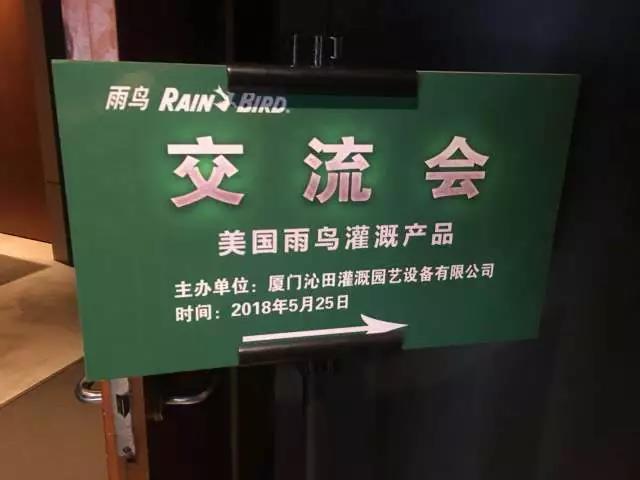 雨鸟 RAIN BIRD®
交流会
美国雨鸟灌溉产品
主办单位：厦门沁田灌溉园艺设备有限公司
时间：2018年5月25日